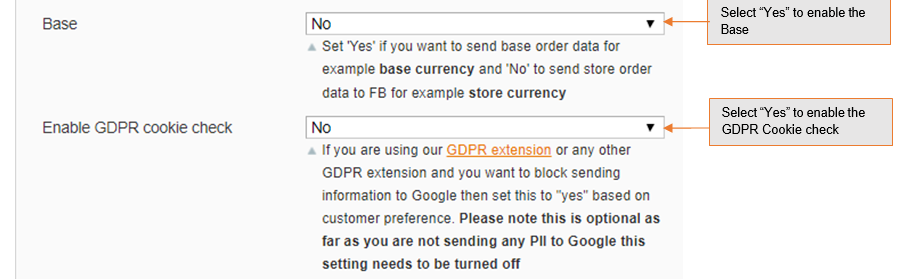 Base
No
Select “Yes” to enable the
Base
Set 'Yes' if you want to send base order data for
example base currency and 'No' to send store order
data to FB for example store currency
Enable GDPR cookie check
No
Select “Yes” to enable the
GDPR Cookie check
If you are using our GDPR extension or any other
GDPR extension and you want to block sending
information to Google then set this to "yes" based on
customer preference. Please note this is optional as
far as you are not sending any PII to Google this
setting needs to be turned off